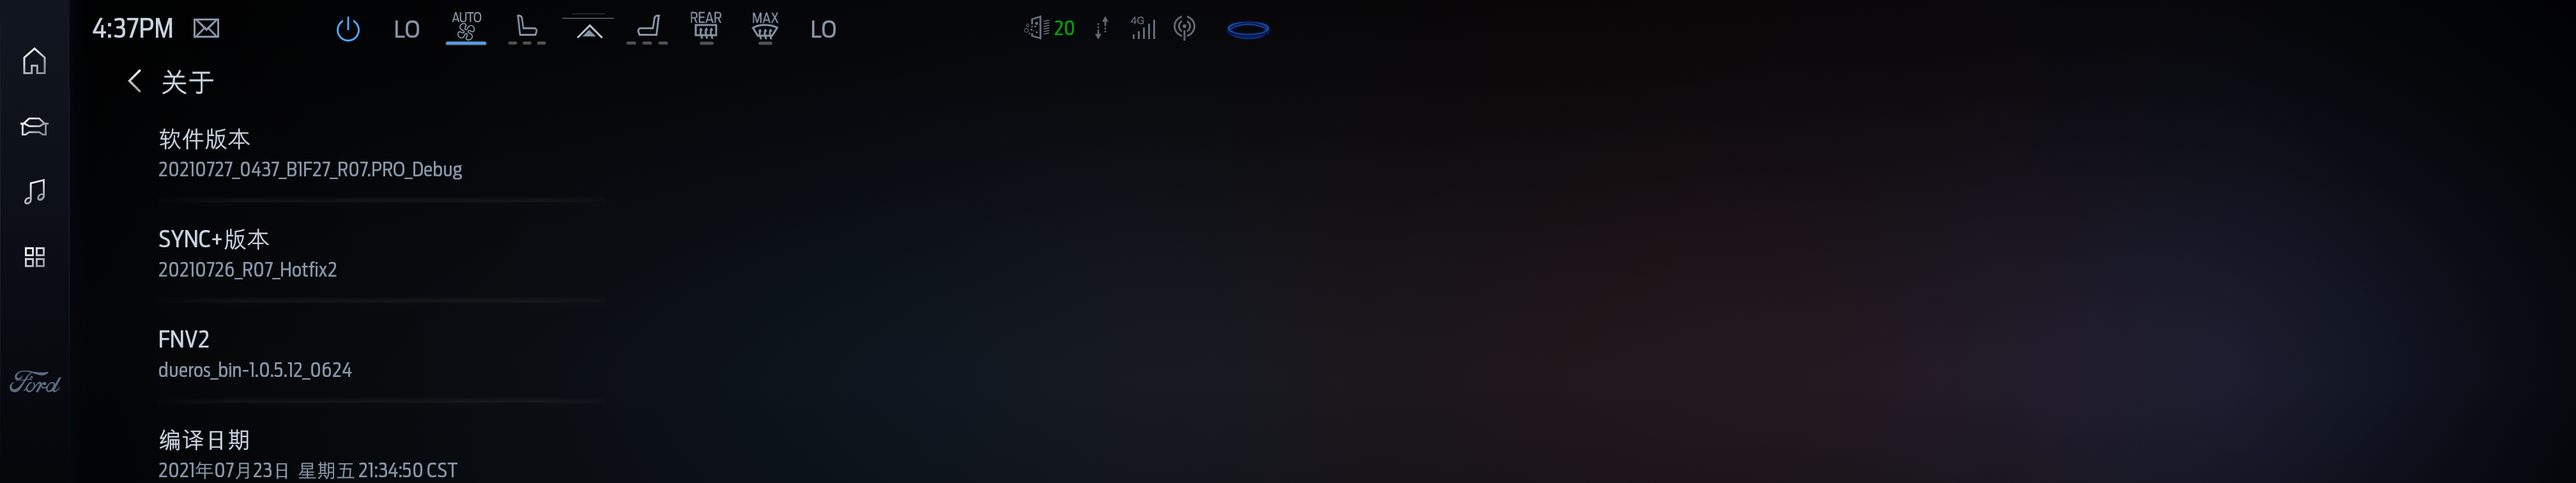 4:37PM
LO
AUTO
REAR
MAX
LO
20
4G
关于
软件版本
20210727_0437_B1F27_R07.PRO_Debug
SYNC+版本
20210726_R07_Hotfix2
FNV2
dueros_bin-1.0.5.12_0624
Ford
编译日期
2021年07月23日 星期五 21:34:50 CST